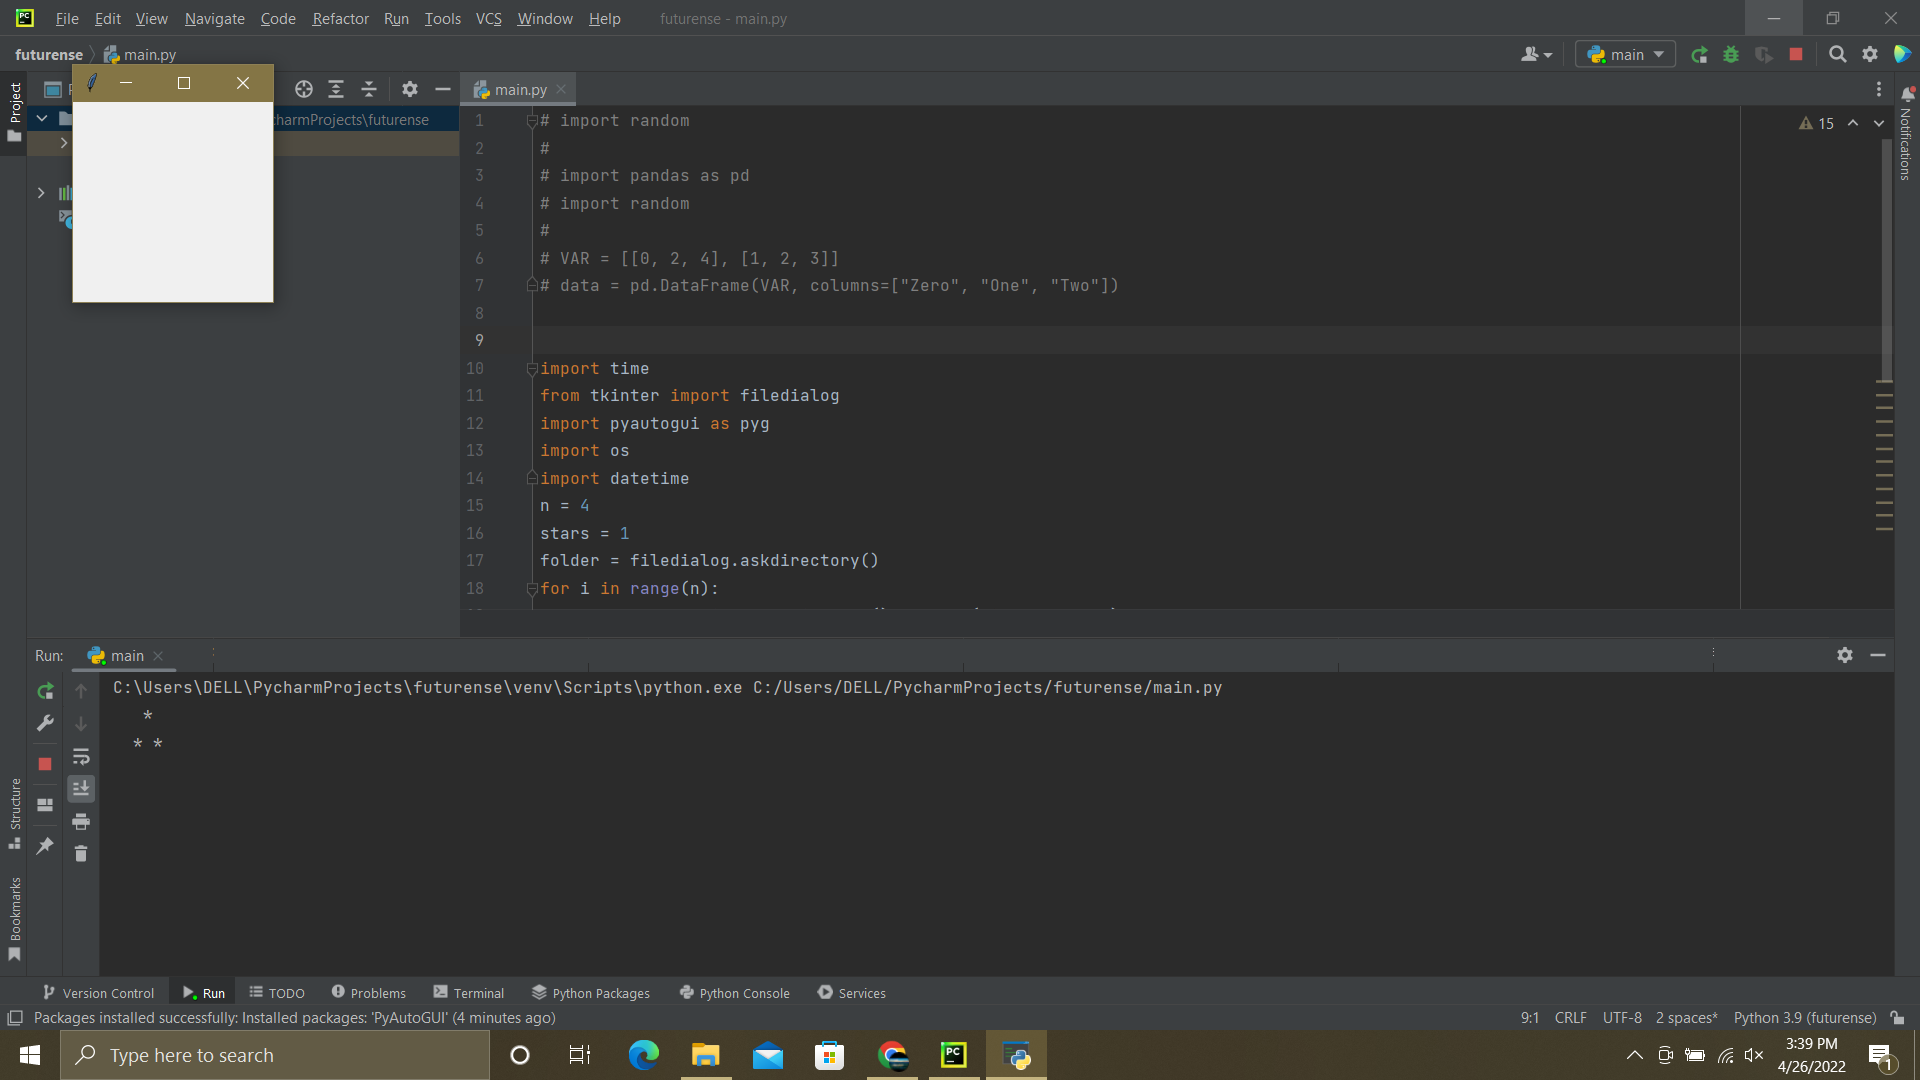 File Edit View Navigate Code Refactor Run Tools VCS Window Help futurense - main.py
futurense main.py
main
Project
charmProjects\futurense
main.py
15
Notifications
1 # import random
2 #
3 # import pandas as pd
4 # import random
5 #
6 # VAR = [[0, 2, 4], [1, 2, 3]]
7 # data = pd.DataFrame(VAR, columns=["Zero", "One", "Two"])
8
9
10 import time
11 from tkinter import filedialog
12 import pyautogui as pyg
13 import os
14 import datetime
15 n = 4
16 stars = 1
17 folder = filedialog.askdirectory()
18 for i in range(n):
Run: main
C:\Users\DELL\PycharmProjects\futurense\venv\Scripts\python.exe C:/Users/DELL/PycharmProjects/futurense/main.py
*
* *
Structure
Bookmarks
Version Control Run TODO Problems Terminal Python Packages Python Console Services
Packages installed successfully: Installed packages: 'PyAutoGUI' (4 minutes ago) 9:1 CRLF UTF-8 2 spaces* Python 3.9 (futurense)
Type here to search
3:39 PM
4/26/2022
1